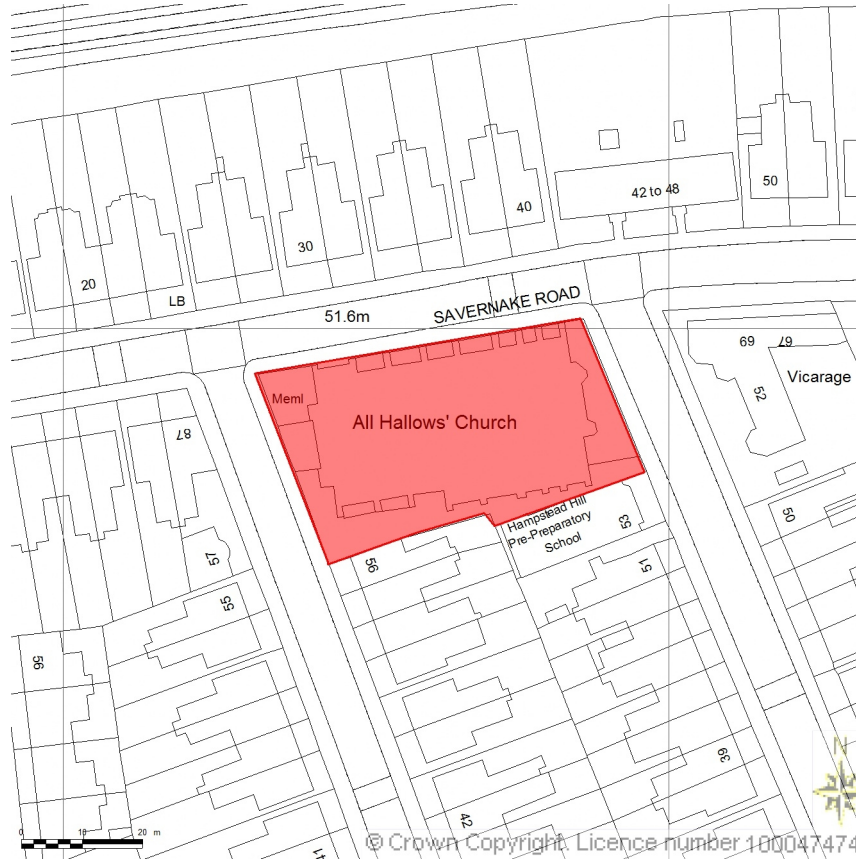 42 to 48
50
40
30
20
LB
SAVERNAKE ROAD
51.6m
69
67
Vicarage
52
Meml
All Hallows' Church
87
50
Hampstead Hill
Pre-Preparatory
School
53
57
56
51
55
56
39
42
41
N
0 10 20 m
© Crown Copyright. Licence number 100047474